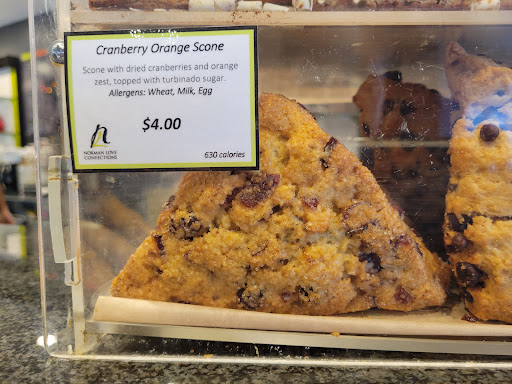 Cranberry Orange Scone
Scone with dried cranberries and orange
zest, topped with turbinado sugar.
Allergens: Wheat, Milk, Egg
$4.00
NORMAN LOVE
CONFECTIONS
630 calories